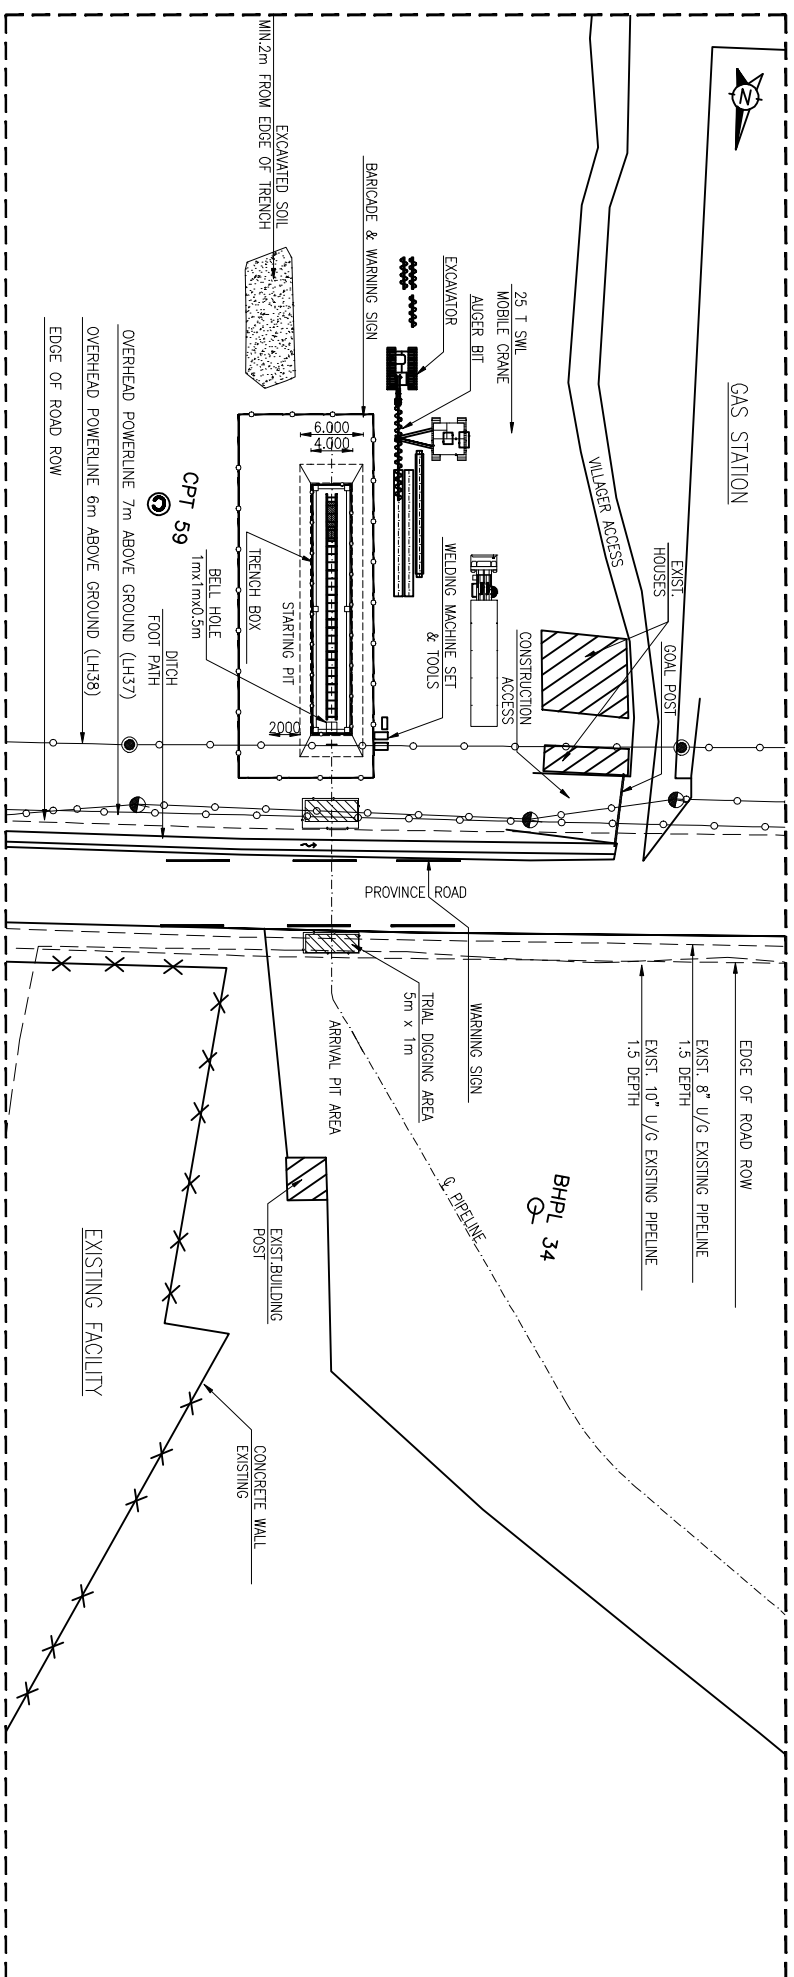 MIN.2m FROM EDGE OF TRENCH
EXCAVATED SOIL
BARICADE & WARNING SIGN
EXCAVATOR
AUGER BIT
25 T SWL
MOBILE CRANE
N
GAS STATION
VILLAGER ACCESS
EXIST.
HOUSES
GOAL POST
CONSTRUCTION
ACCESS
WELDING MACHINE SET
& TOOLS
6.000
4.000
STARTING PIT
TRENCH BOX
BELL HOLE
1mx1mx0.5m
2000
CPT 59
DITCH
FOOT PATH
OVERHEAD POWERLINE 7m ABOVE GROUND (LH37)
OVERHEAD POWERLINE 6m ABOVE GROUND (LH38)
EDGE OF ROAD ROW
PROVINCE ROAD
WARNING SIGN
TRIAL DIGGING AREA
5m x 1m
ARRIVAL PIT AREA
EDGE OF ROAD ROW
EXIST. 8" U/G EXISTING PIPELINE
1.5 DEPTH
EXIST. 10" U/G EXISTING PIPELINE
1.5 DEPTH
BHPL 34
℄ PIPELINE
EXIST.BUILDING
POST
EXISTING FACILITY
CONCRETE WALL
EXISTING